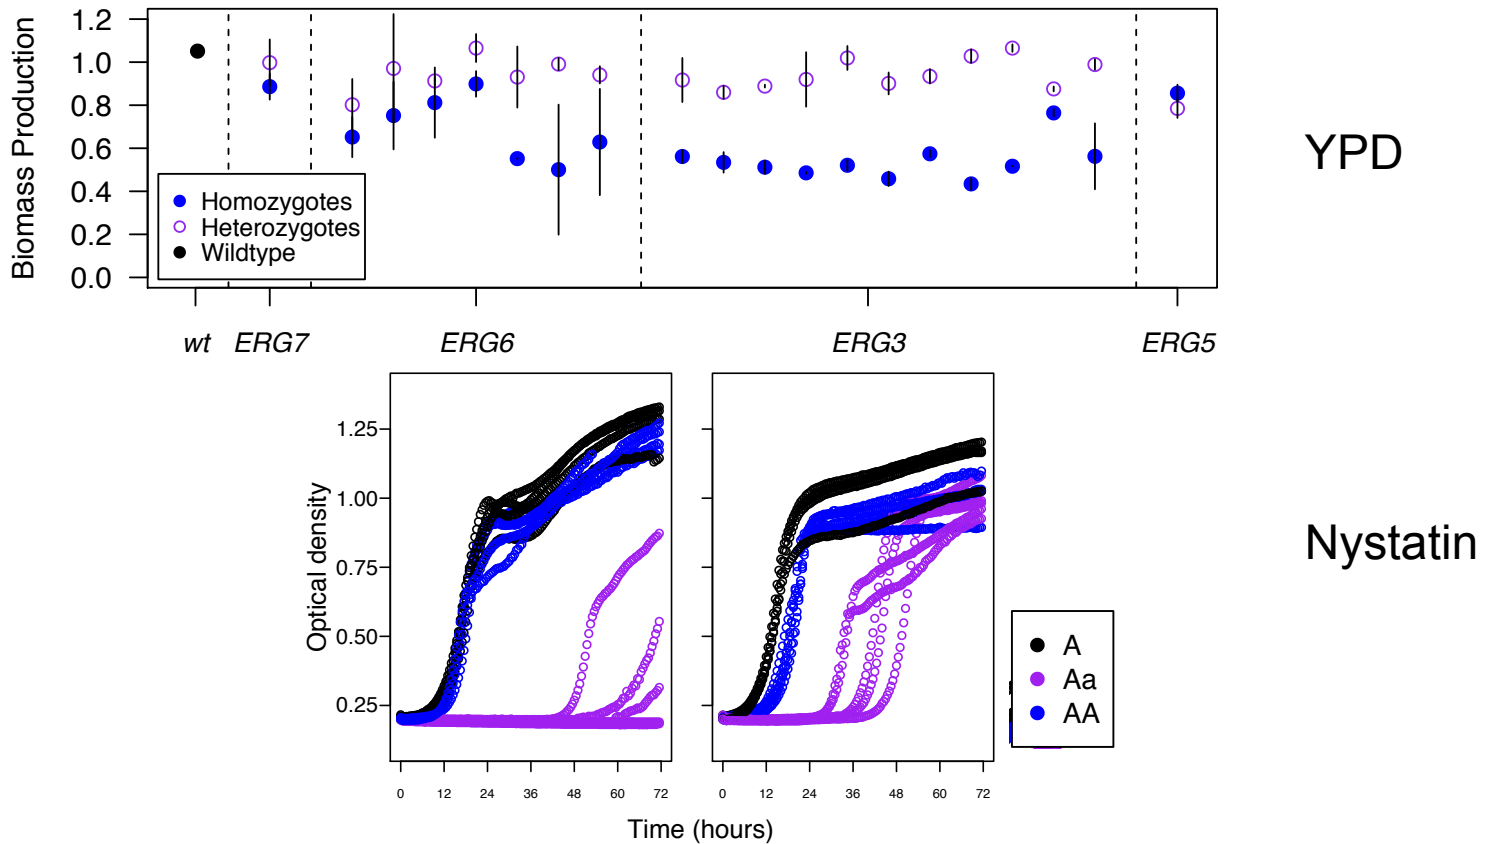 Biomass Production
1.2
1.0
0.8
0.6
0.4
0.2
0.0
Homozygotes
Heterozygotes
Wildtype
YPD
wt ERG7 ERG6 ERG3 ERG5
Optical density
1.25
1.00
0.75
0.50
0.25
0 12 24 36 48 60 72
0 12 24 36 48 60 72
Time (hours)
Nystatin
A
Aa
AA